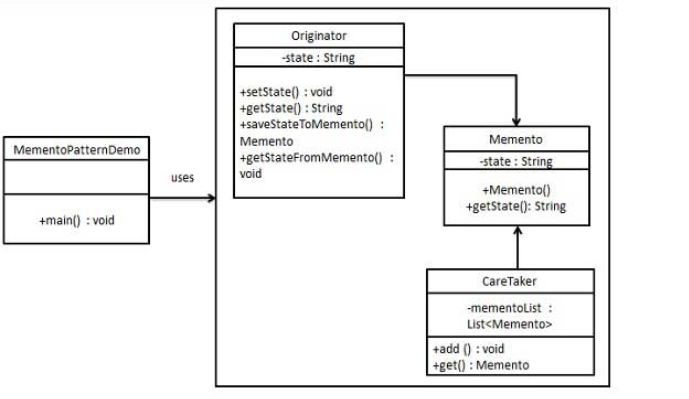 MementoPatternDemo
+main() : void
uses
Originator
-state : String
+setState() : void
+getState() : String
+saveStateToMemento() :
Memento
+getStateFromMemento() :
void
Memento
-state : String
+Memento()
+getState(): String
CareTaker
-mementoList :
List<Memento>
+add () : void
+get() : Memento